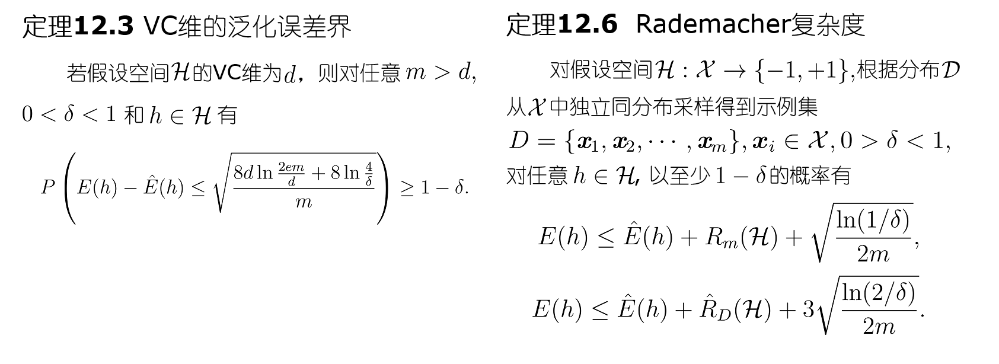 定理12.3 VC维的泛化误差界
若假设空间$\mathcal{H}$的VC维为$d$，则对任意 $m > d,$
$0 < \delta < 1$ 和 $h \in \mathcal{H}$ 有
$P\left(E(h) - \hat{E}(h) \leq \sqrt{\frac{8d \ln \frac{2em}{d} + 8 \ln \frac{4}{\delta}}{m}}\right) \geq 1 - \delta.$
定理12.6 Rademacher复杂度
对假设空间$\mathcal{H} : \mathcal{X} \to \{-1, +1\}$,根据分布$\mathcal{D}$
从$\mathcal{X}$中独立同分布采样得到示例集
$D = \{\boldsymbol{x}_1, \boldsymbol{x}_2, \cdots, \boldsymbol{x}_m\}, \boldsymbol{x}_i \in \mathcal{X}, 0 > \delta < 1,$
对任意 $h \in \mathcal{H}$, 以至少 $1 - \delta$ 的概率有
$E(h) \leq \hat{E}(h) + R_m(\mathcal{H}) + \sqrt{\frac{\ln(1/\delta)}{2m}},$
$E(h) \leq \hat{E}(h) + \hat{R}_D(\mathcal{H}) + 3\sqrt{\frac{\ln(2/\delta)}{2m}}.$